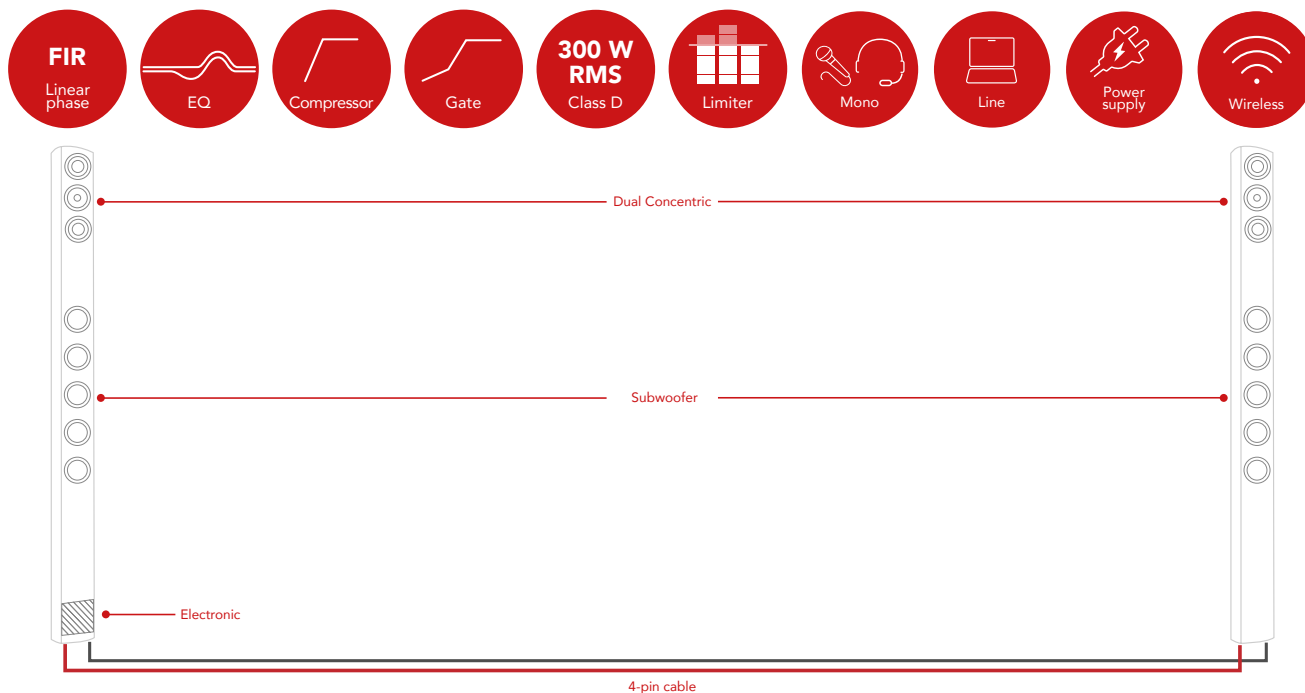 FIR
Linear
phase
EQ
Compressor
Gate
300 W
RMS
Class D
Limiter
Mono
Line
Power
supply
Wireless
Dual Concentric
Subwoofer
Electronic
4-pin cable